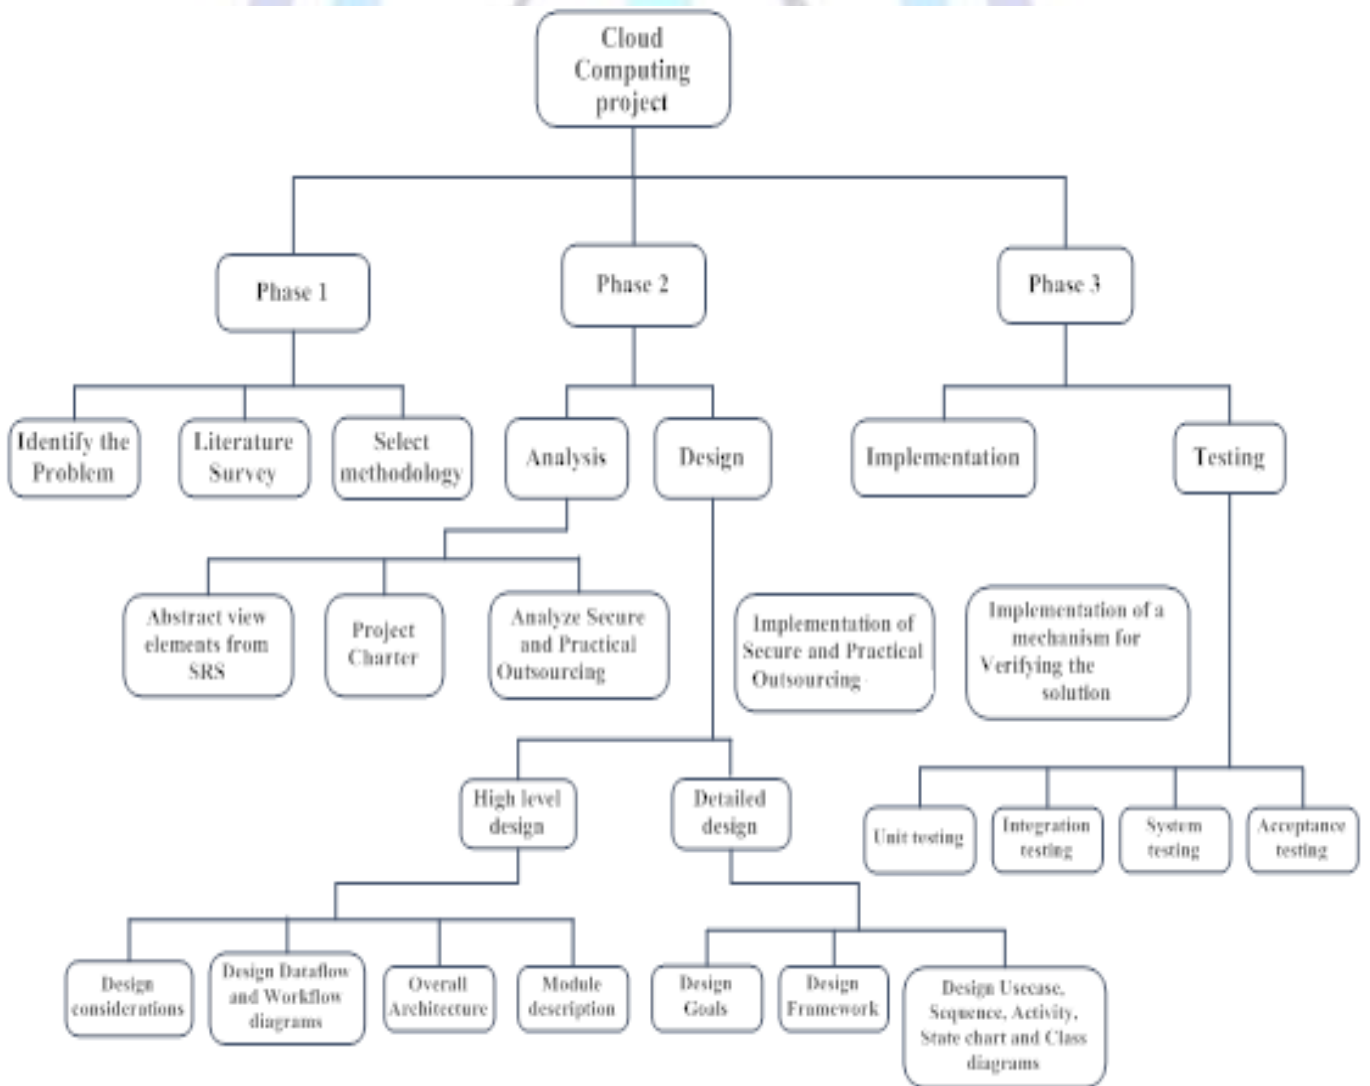 Cloud
Computing
project
Phase 1
Phase 2
Phase 3
Identify the
Problem
Literature
Survey
Select
methodology
Analysis
Design
Implementation
Testing
Abstract view
elements from
SRS
Project
Charter
Analyze Secure
and Practical
Outsourcing
Implementation of
Secure and Practical
Outsourcing
Implementation of a
mechanism for
Verifying the
solution
High level
design
Detailed
design
Unit testing
Integration
testing
System
testing
Acceptance
testing
Design
considerations
Design Dataflow
and Workflow
diagrams
Overall
Architecture
Module
description
Design
Goals
Design
Framework
Design Usecase,
Sequence, Activity,
State chart and Class
diagrams